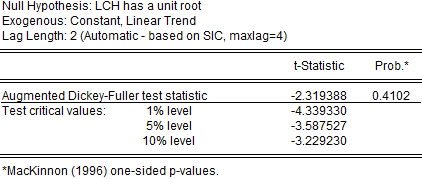 Null Hypothesis: LCH has a unit root
Exogenous: Constant, Linear Trend
Lag Length: 2 (Automatic - based on SIC, maxlag=4)
t-Statistic Prob.*
Augmented Dickey-Fuller test statistic -2.319388 0.4102
Test critical values: 1% level -4.339330
5% level -3.587527
10% level -3.229230
*MacKinnon (1996) one-sided p-values.